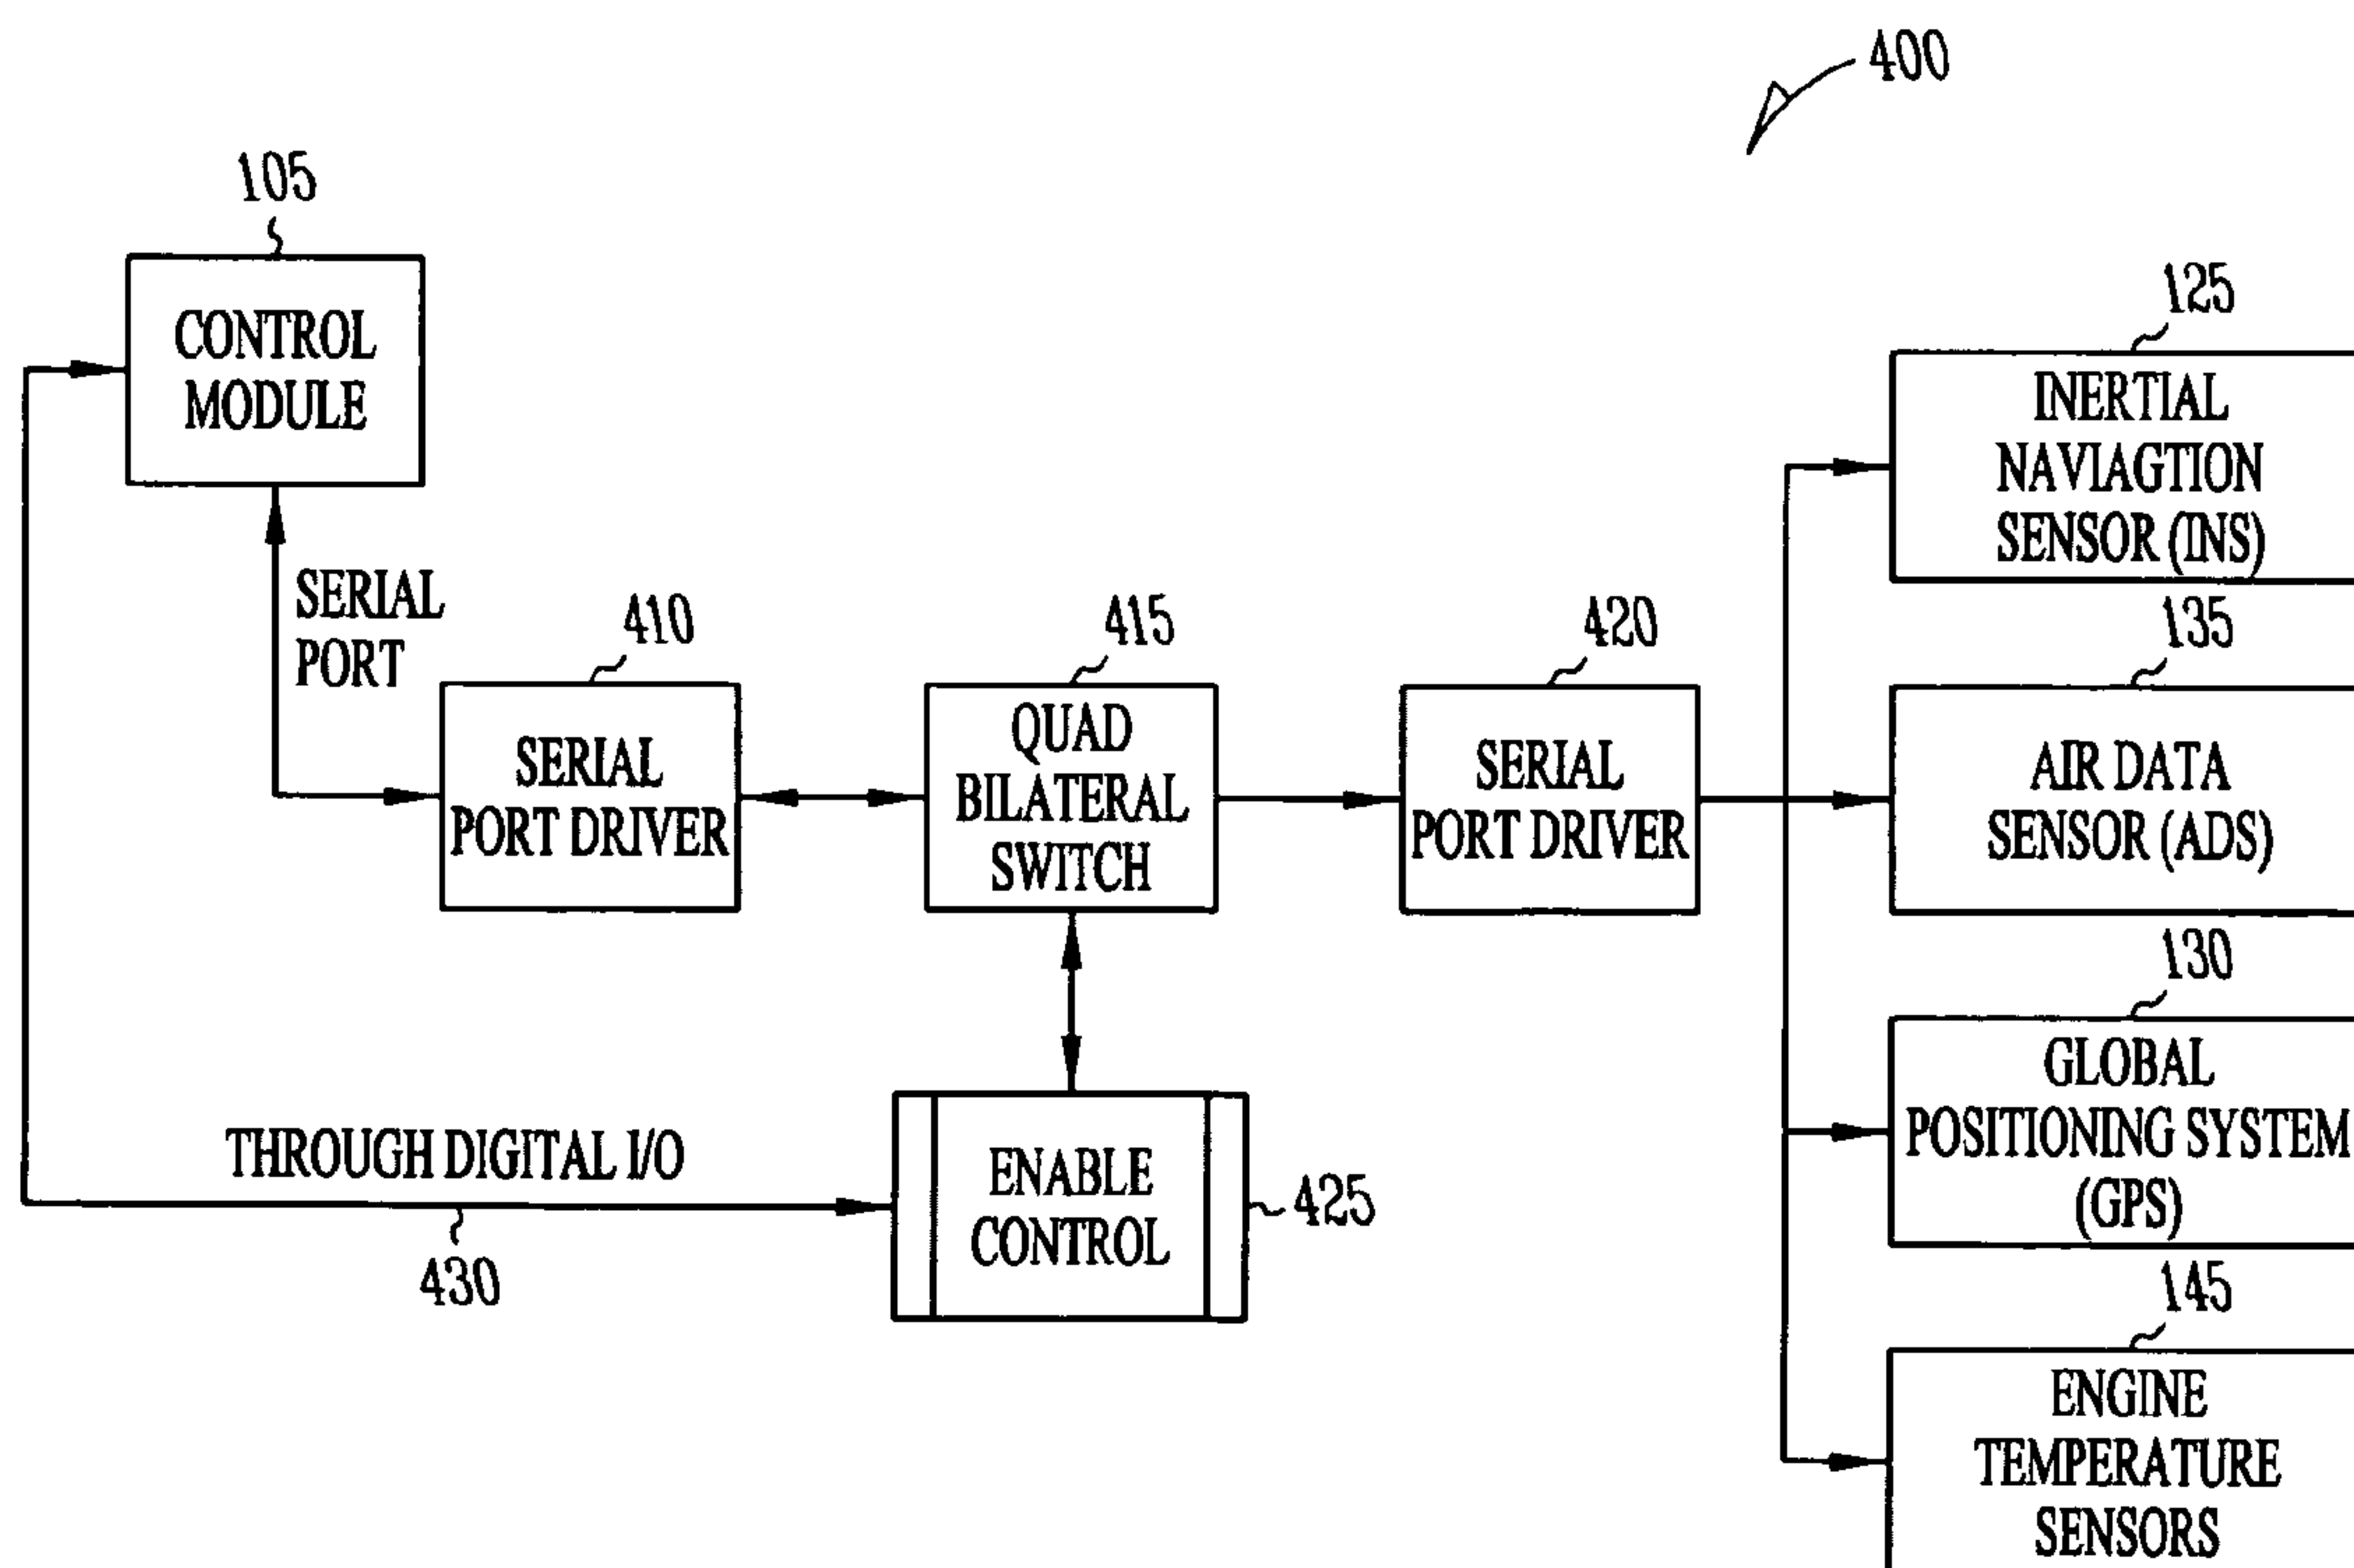 400
105
CONTROL
MODULE
SERIAL
PORT
410
SERIAL
PORT DRIVER
415
QUAD
BILATERAL
SWITCH
420
SERIAL
PORT DRIVER
125
INERTIAL
NAVIAGTION
SENSOR (INS)
135
AIR DATA
SENSOR (ADS)
130
GLOBAL
POSITIONING SYSTEM
(GPS)
145
ENGINE
TEMPERATURE
SENSORS
THROUGH DIGITAL I/O
430
ENABLE
CONTROL
425